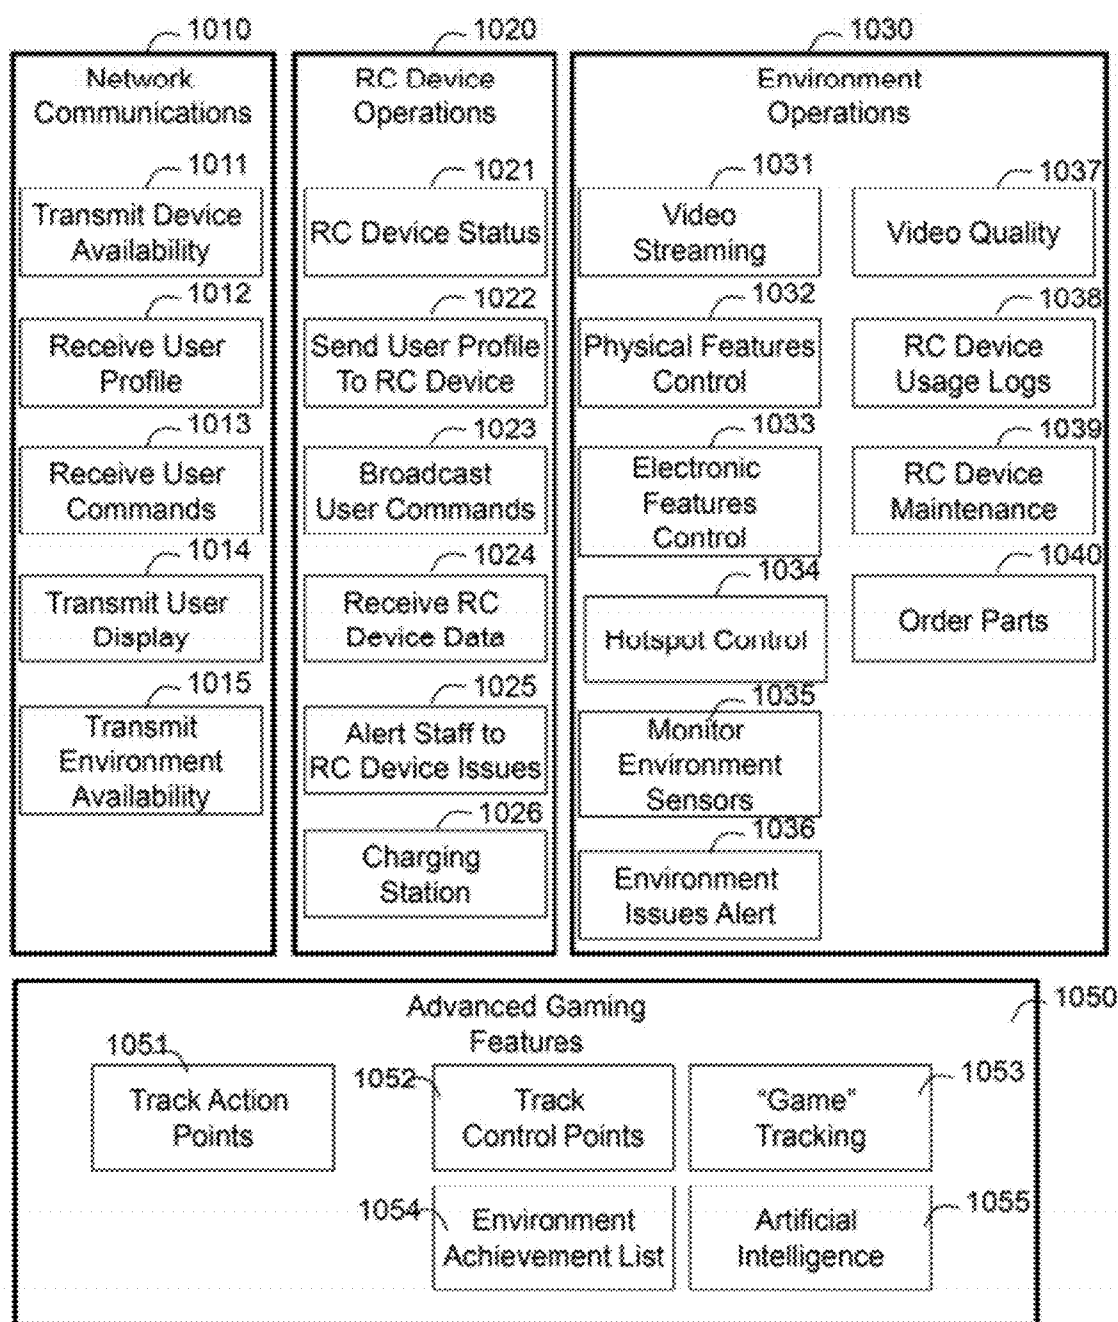 1010
Network
Communications
1011
Transmit Device
Availability
1012
Receive User
Profile
1013
Receive User
Commands
1014
Transmit User
Display
1015
Transmit
Environment
Availability
1020
RC Device
Operations
1021
RC Device Status
1022
Send User Profile
To RC Device
1023
Broadcast
User Commands
1024
Receive RC
Device Data
1025
Alert Staff to
RC Device Issues
1026
Charging
Station
1030
Environment
Operations
1031
Video
Streaming
1032
Physical Features
Control
1033
Electronic
Features
Control
1034
Hotspot Control
1035
Monitor
Environment
Sensors
1036
Environment
Issues Alert
1037
Video Quality
1038
RC Device
Usage Logs
1039
RC Device
Maintenance
1040
Order Parts
1050
Advanced Gaming
Features
1051
Track Action
Points
1052
Track
Control Points
1053
"Game"
Tracking
1054
Environment
Achievement List
1055
Artificial
Intelligence